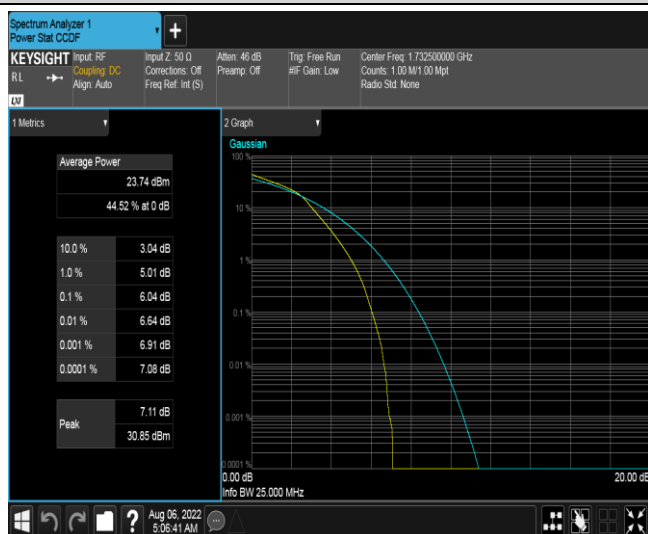 Spectrum Analyzer 1
Power Stat CCDF
KEYSIGHT
RL
LXI
Input: RF
Coupling: DC
Align: Auto
Input Z: 50 Ω
Corrections: Off
Freq Ref: Int (S)
Atten: 46 dB
Preamp: Off
Trig: Free Run
#IF Gain: Low
Center Freq: 1.732500000 GHz
Counts: 1.00 M/1.00 Mpt
Radio Std: None
1 Metrics
Average Power
23.74 dBm
44.52 % at 0 dB
10.0 % 3.04 dB
1.0 % 5.01 dB
0.1 % 6.04 dB
0.01 % 6.64 dB
0.001 % 6.91 dB
0.0001 % 7.08 dB
Peak
7.11 dB
30.85 dBm
2 Graph
Gaussian
100 %
10 %
1 %
0.1 %
0.01 %
0.001 %
0.0001 %
0.00 dB
20.00 dB
Info BW 25.000 MHz
Aug 06, 2022
5:06:41 AM